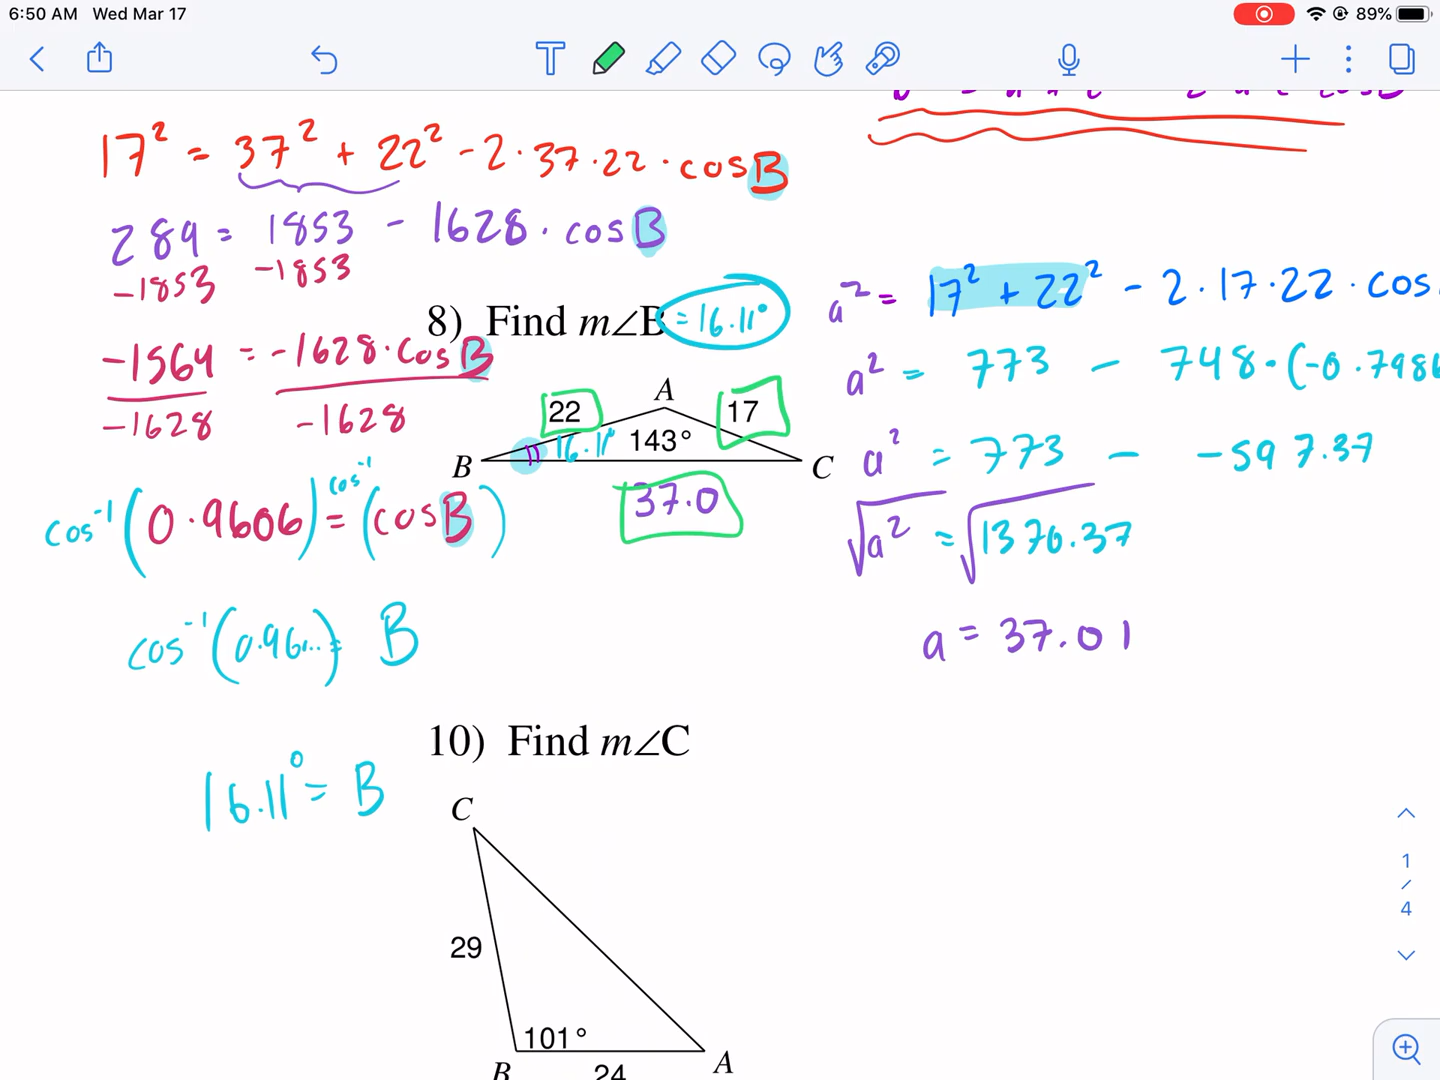 6:50 AM Wed Mar 17
89%
17² = 37² + 22² - 2 · 37 · 22 · cos B
289 = 1853 - 1628 · cos B
-1853 -1853
-1564 = -1628 · cos B
-1628 -1628
cos⁻¹(0.9606) = cos⁻¹(cos B)
cos⁻¹(0.96...) = B
16.11° = B
8) Find m∠B = 16.11°
A
22
17
16.11°
143°
B
C
37.0
a² = 17² + 22² - 2 · 17 · 22 · cos
a² = 773 - 748 · (-0.798
a² = 773 - -597.37
√a² = √1370.37
a = 37.01
10) Find m∠C
C
29
101°
B
24
A
1
/
4